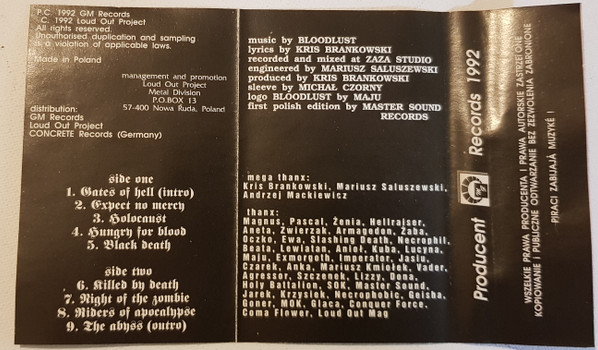 P.C. 1992 GM Records
C. 1992 Loud Out Project
All rights reserved.
Unauthorised duplication and sampling
is a violation of applicable laws.
Made in Poland
management and promotion
Loud Out Project
Metal Division
P.O.BOX 13
57-400 Nowa Ruda, Poland
distribution:
GM Records
Loud Out Project
CONCRETE Records (Germany)
side one
1. Gates of hell (intro)
2. Expect no mercy
3. Holocaust
4. Hungry for blood
5. Black death
side two
6. Killed by death
7. Night of the zombie
8. Riders of apocalypse
9. The abyss (outro)
music by BLOODLUST
lyrics by KRIS BRANKOWSKI
recorded and mixed at ZAZA STUDIO
engineered by MARIUSZ SALUSZEWSKI
produced by KRIS BRANKOWSKI
sleeve by MICHAŁ CZORNY
logo BLOODLUST by MAJU
first polish edition by MASTER SOUND
RECORDS
mega thanx:
Kris Brankowski, Mariusz Saluszewski,
Andrzej Mackiewicz
thanx:
Magnus, Pascal, Żenia, Hellraiser,
Aneta, Zwierzak, Armagedon, Żaba,
Oczko, Ewa, Slashing Death, Necrophil,
Beata, Lewiatan, Anioł, Kuba, Lucyna,
Maju, Exmorgoth, Imperator, Jasiu,
Czarek, Anka, Mariusz Kmiołek, Vader,
Agressor, Szczenek, Lizzy, Dona,
Holy Battalion, SOK, Master Sound,
Jarek, Krzysiek, Necrophobic, Geisha,
Goner, MOK, Glaca, Conquer Force,
Coma Flower, Loud Out Mag
Producent Records 1992
WSZELKIE PRAWA PRODUCENTA I PRAWA AUTORSKIE ZASTRZEŻONE
KOPIOWANIE I PUBLICZNE ODTWARZANIE BEZ ZEZWOLENIA ZABRONIONE
PIRACI ZABIJAJĄ MUZYKĘ !